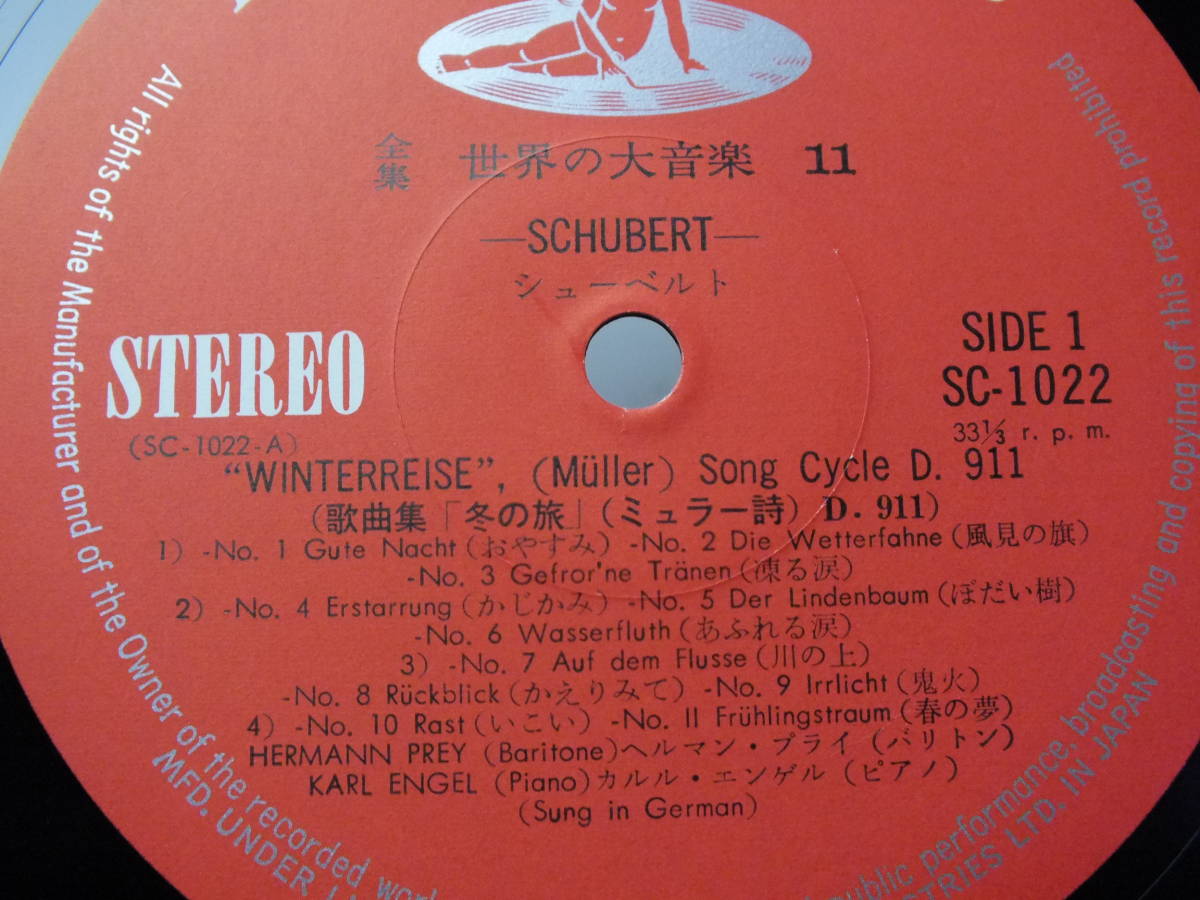 全集 世界の大音楽 11
—SCHUBERT—
シューベルト
STEREO
(SC-1022-A)
SIDE 1
SC-1022
33⅓ r. p. m.
“WINTERREISE”, (Müller) Song Cycle D. 911
(歌曲集「冬の旅」(ミュラー詩) D. 911)
1) -No. 1 Gute Nacht(おやすみ) -No. 2 Die Wetterfahne(風見の旗)
-No. 3 Gefror'ne Tränen(凍る涙)
2) -No. 4 Erstarrung(かじかみ) -No. 5 Der Lindenbaum(ぼだい樹)
-No. 6 Wasserfluth(あふれる涙)
3) -No. 7 Auf dem Flusse(川の上)
-No. 8 Rückblick(かえりみて) -No. 9 Irrlicht(鬼火)
4) -No. 10 Rast(いこい) -No. 11 Frühlingstraum(春の夢)
HERMANN PREY (Baritone)ヘルマン・プライ(バリトン)
KARL ENGEL (Piano)カルル・エンゲル(ピアノ)
(Sung in German)
All rights of the Manufacturer and of the Owner of the recorded work
MFD. UNDER
public performance, broadcasting and copying of this record prohibited
LTD. IN JAPAN